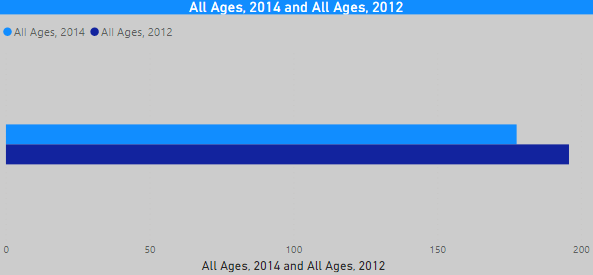 All Ages, 2014 and All Ages, 2012
All Ages, 2014 All Ages, 2012
0 50 100 150 200
All Ages, 2014 and All Ages, 2012